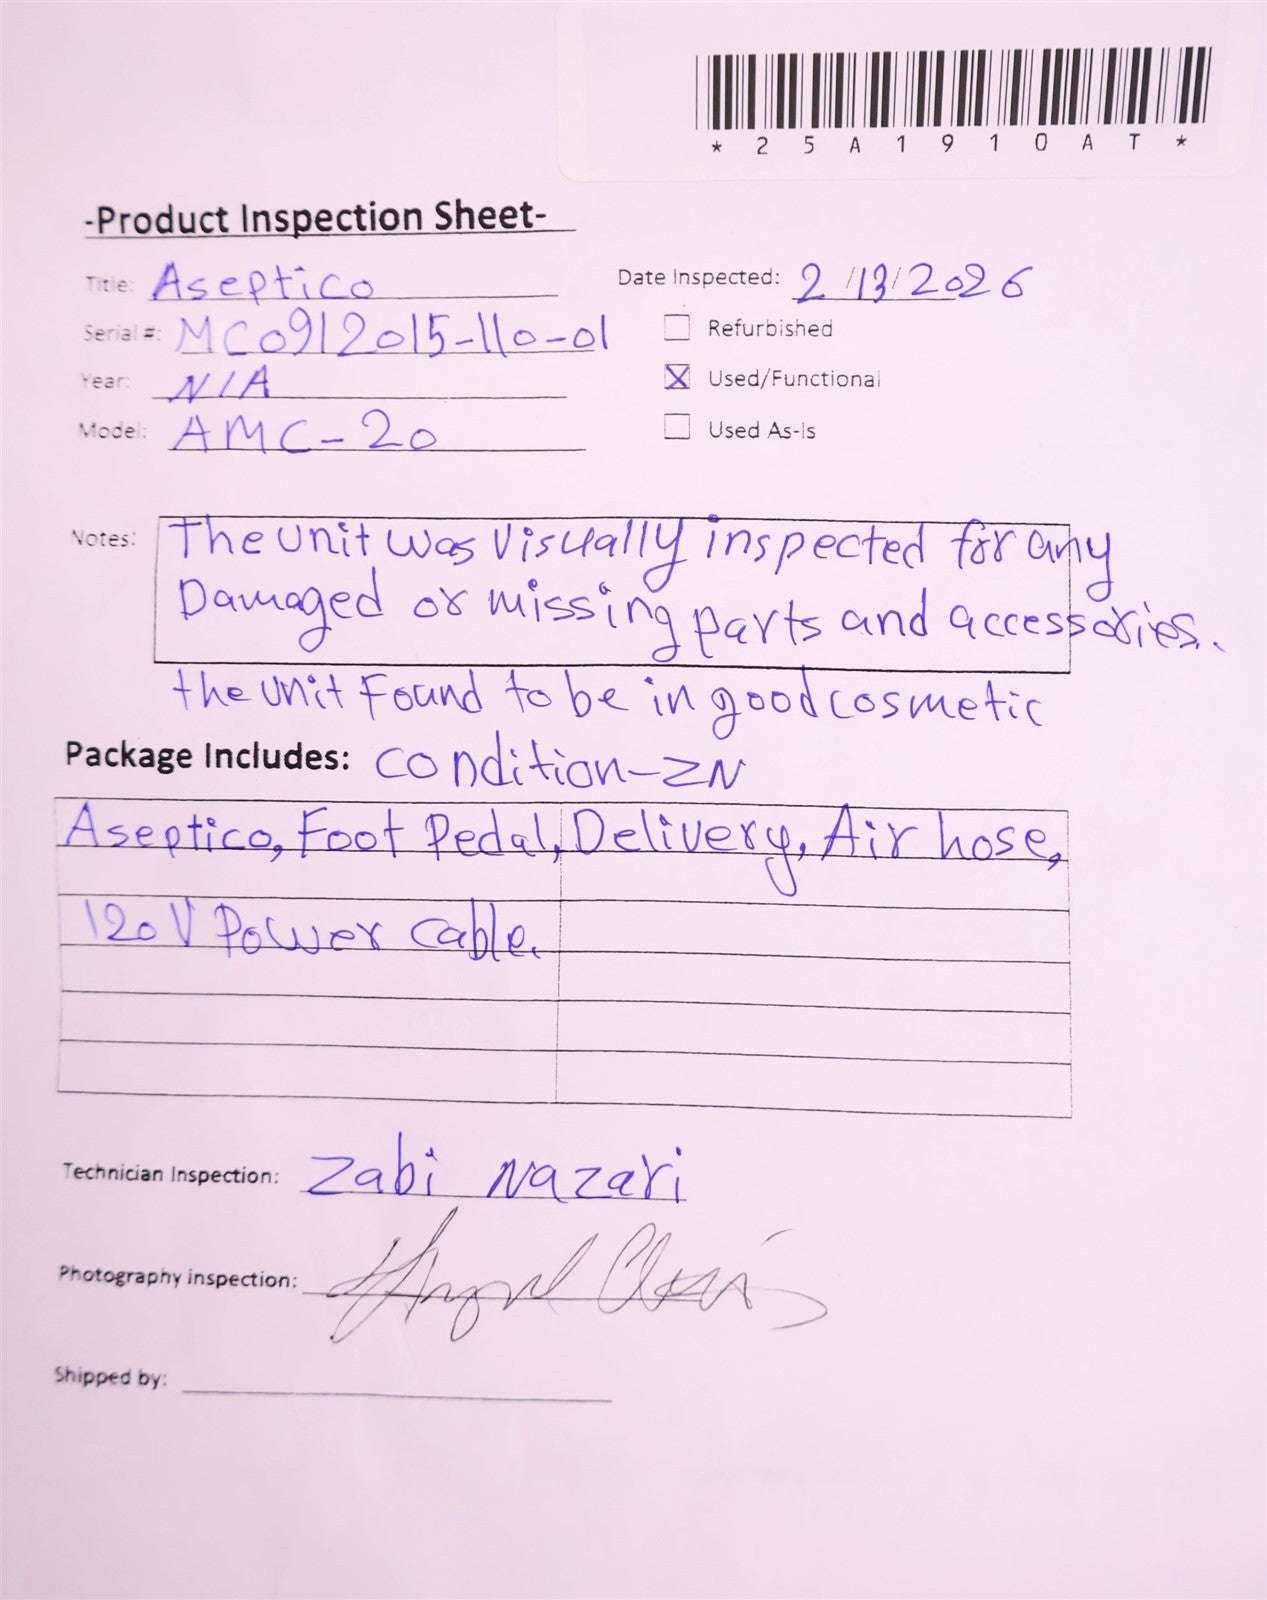 *25A1910AT*
-Product Inspection Sheet-
Title: Aseptico
Date Inspected: 2/13/2026
Serial #: MC0912015-110-01
Refurbished
Year: N/A
Used/Functional
Model: AMC-20
Used As-Is
Notes: The unit was visually inspected for any
Damaged or missing parts and accessories.
the unit Found to be in good cosmetic
Package Includes: condition-ZN
Aseptico, Foot Pedal, Delivery, Air hose,
120V Power Cable.
Technician Inspection: Zabi Nazari
Photography inspection:
Shipped by: